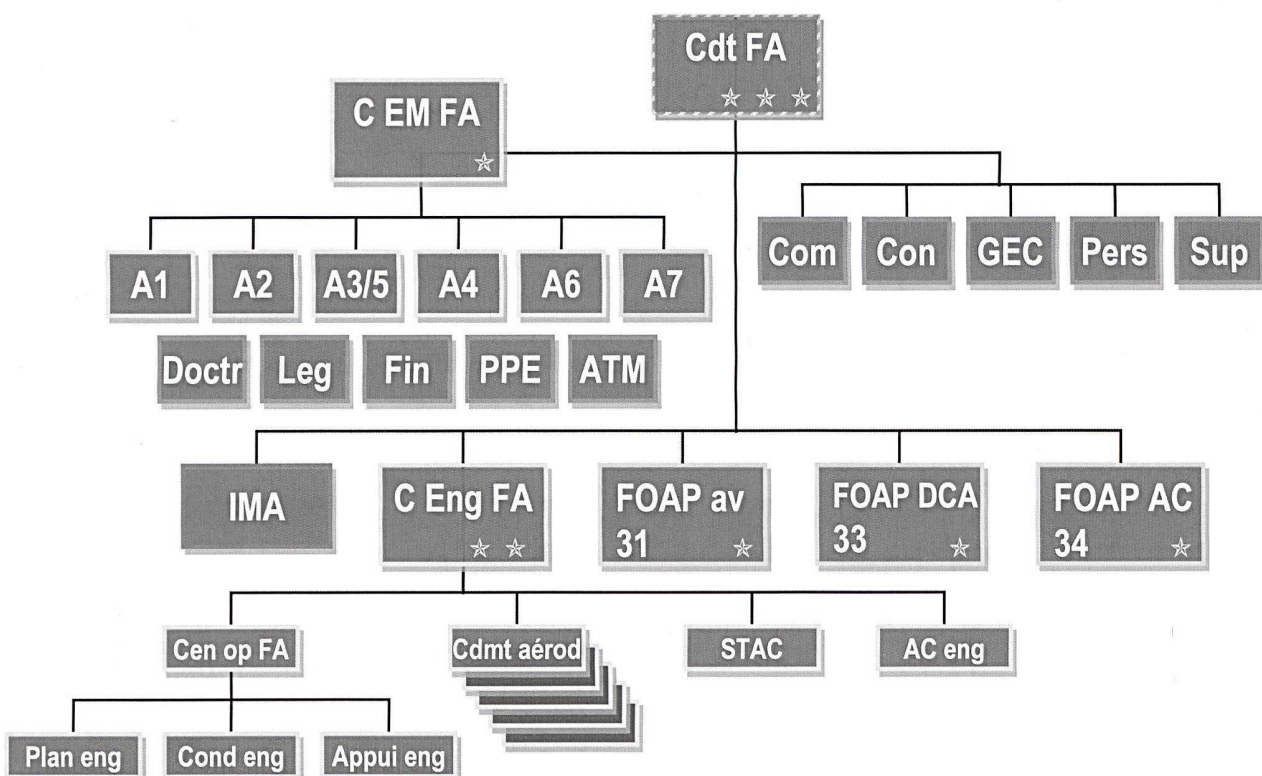 Cdt FA
C EM FA
Com
Con
GEC
Pers
Sup
A1
A2
A3/5
A4
A6
A7
Doctr
Leg
Fin
PPE
ATM
IMA
C Eng FA
FOAP av
31
FOAP DCA
33
FOAP AC
34
Cen op FA
Cdmt aérod
STAC
AC eng
Plan eng
Cond eng
Appui eng